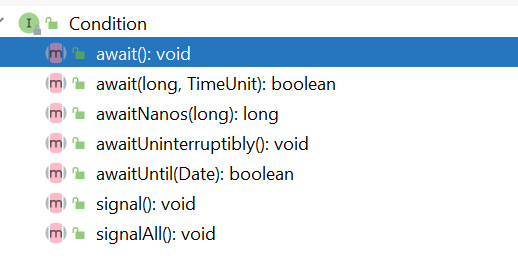 Condition
await(): void
await(long, TimeUnit): boolean
awaitNanos(long): long
awaitUninterruptibly(): void
awaitUntil(Date): boolean
signal(): void
signalAll(): void